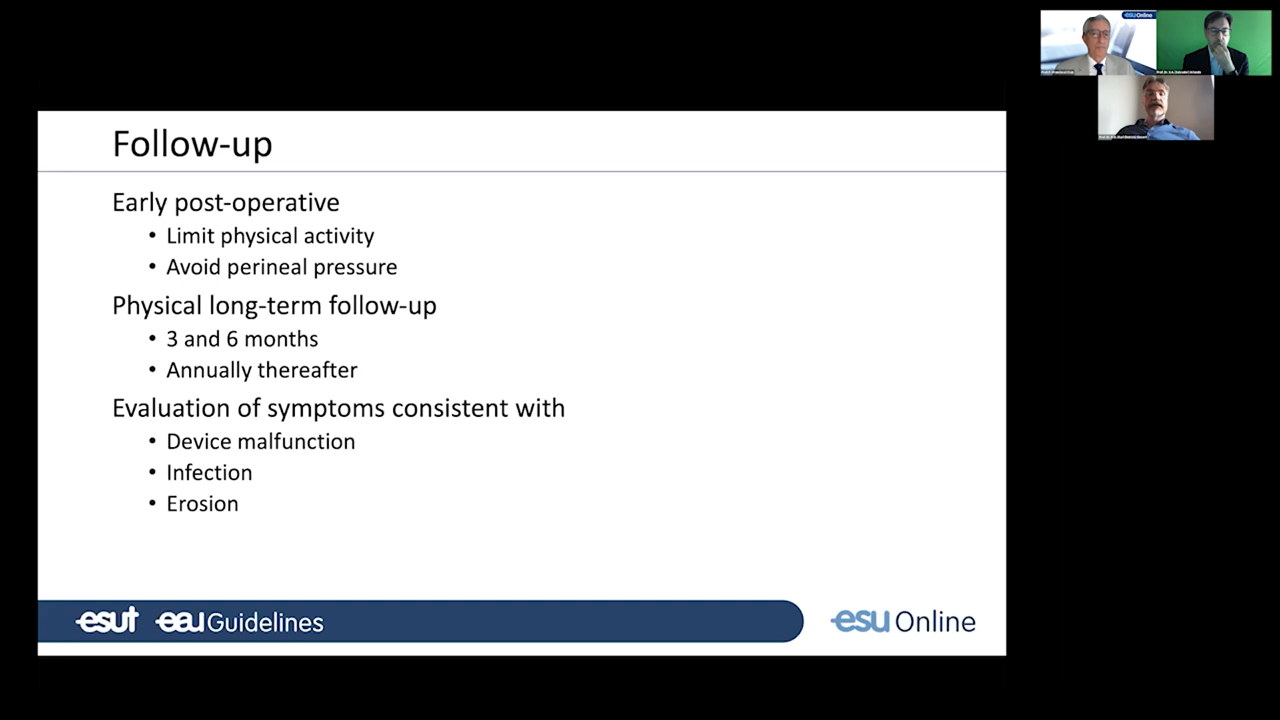 Follow-up
Early post-operative
• Limit physical activity
• Avoid perineal pressure
Physical long-term follow-up
• 3 and 6 months
• Annually thereafter
Evaluation of symptoms consistent with
• Device malfunction
• Infection
• Erosion
esut eau Guidelines
esu Online
esu Online